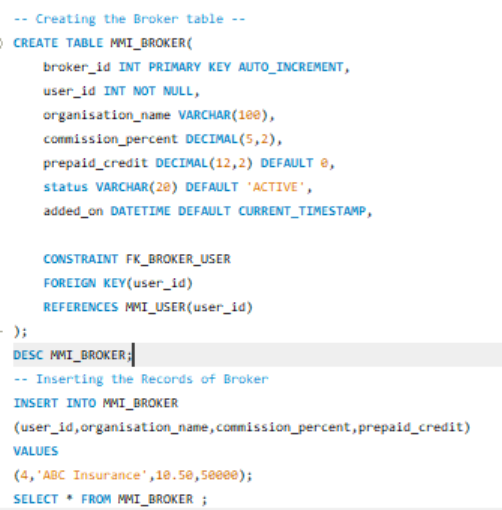 -- Creating the Broker table --
CREATE TABLE MMI_BROKER(
broker_id INT PRIMARY KEY AUTO_INCREMENT,
user_id INT NOT NULL,
organisation_name VARCHAR(100),
commission_percent DECIMAL(5,2),
prepaid_credit DECIMAL(12,2) DEFAULT 0,
status VARCHAR(20) DEFAULT 'ACTIVE',
added_on DATETIME DEFAULT CURRENT_TIMESTAMP,
CONSTRAINT FK_BROKER_USER
FOREIGN KEY(user_id)
REFERENCES MMI_USER(user_id)
);
DESC MMI_BROKER;
-- Inserting the Records of Broker
INSERT INTO MMI_BROKER
(user_id,organisation_name,commission_percent,prepaid_credit)
VALUES
(4,'ABC Insurance',10.50,50000);
SELECT * FROM MMI_BROKER ;